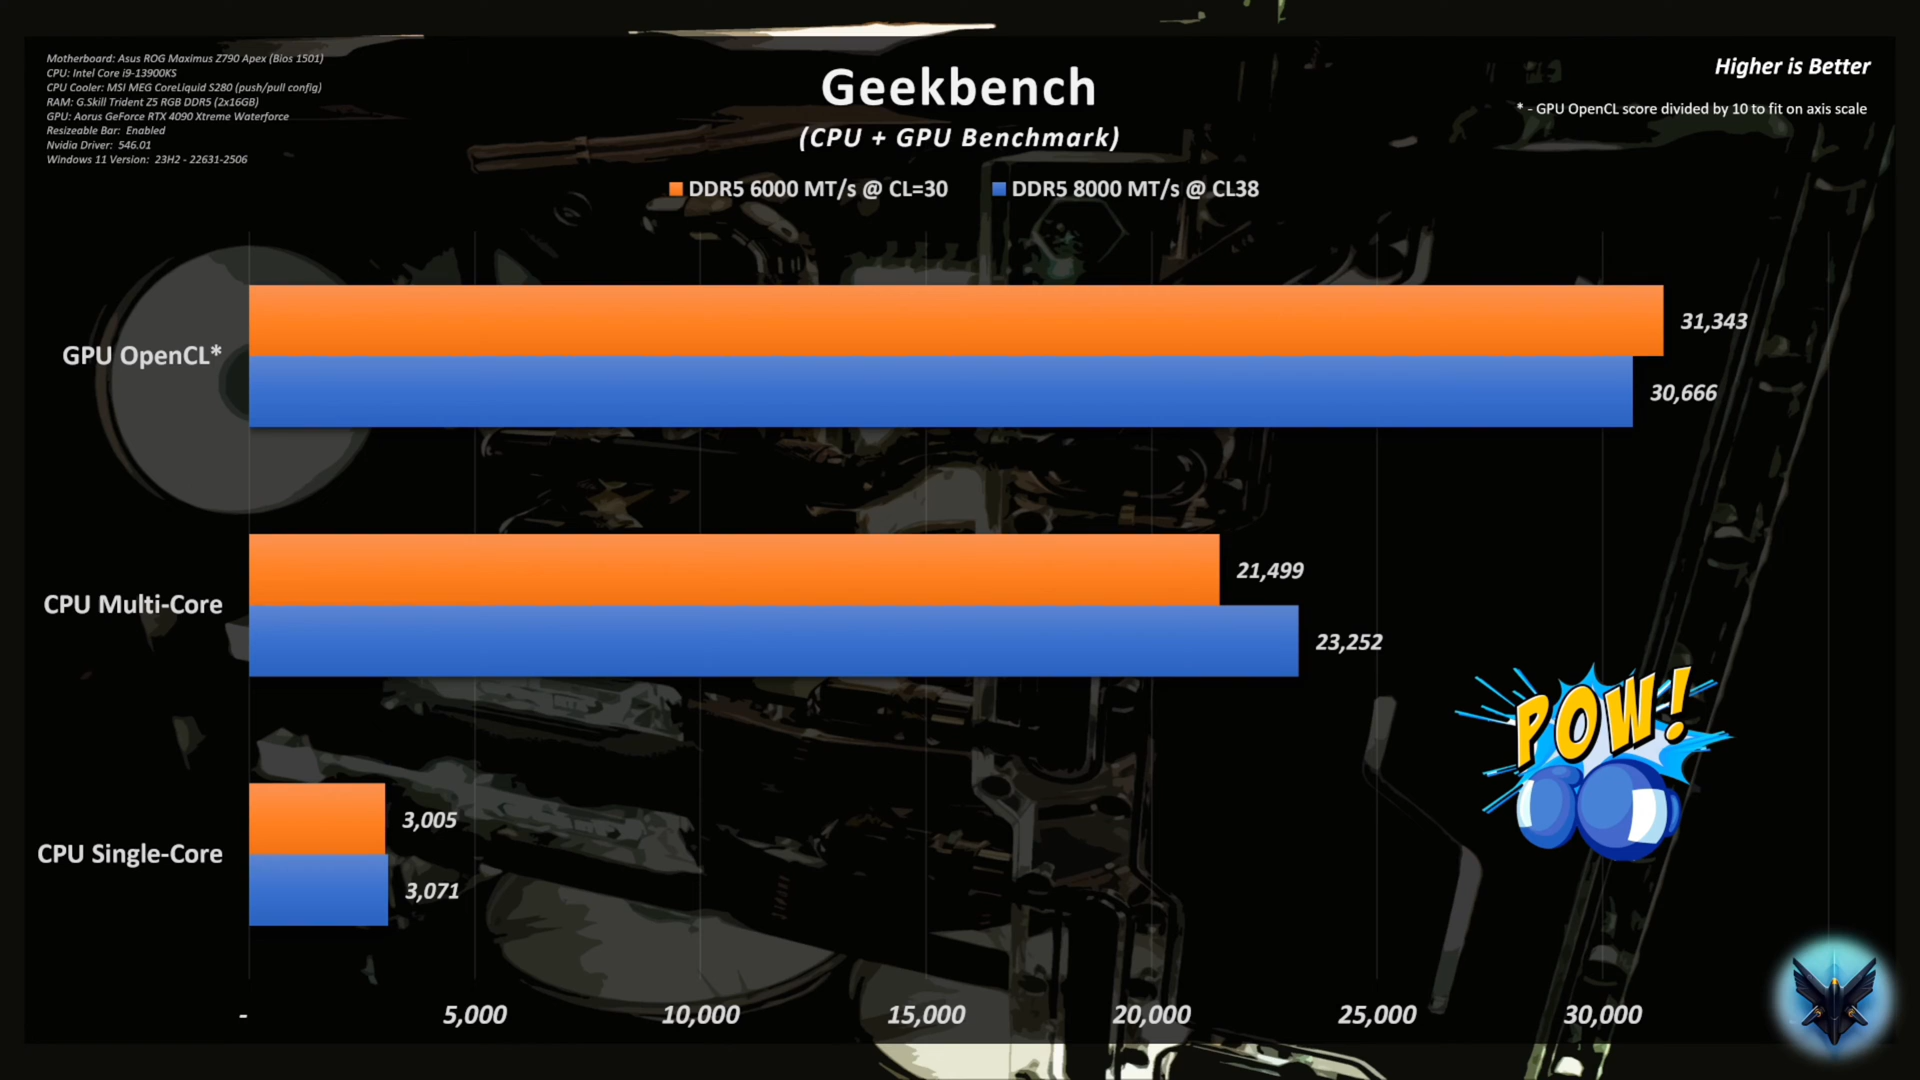 Motherboard: Asus ROG Maximus Z790 Apex (Bios 1501)
CPU: Intel Core i9-13900KS
CPU Cooler: MSI MEG CoreLiquid S280 (push/pull config)
RAM: G.Skill Trident Z5 RGB DDR5 (2x16GB)
GPU: Aorus GeForce RTX 4090 Xtreme Waterforce
Resizeable Bar: Enabled
Nvidia Driver: 546.01
Windows 11 Version: 23H2 - 22631-2506
Geekbench
(CPU + GPU Benchmark)
Higher is Better
* - GPU OpenCL score divided by 10 to fit on axis scale
DDR5 6000 MT/s @ CL=30
DDR5 8000 MT/s @ CL38
GPU OpenCL*
31,343
30,666
CPU Multi-Core
21,499
23,252
POW!
CPU Single-Core
3,005
3,071
- 5,000 10,000 15,000 20,000 25,000 30,000